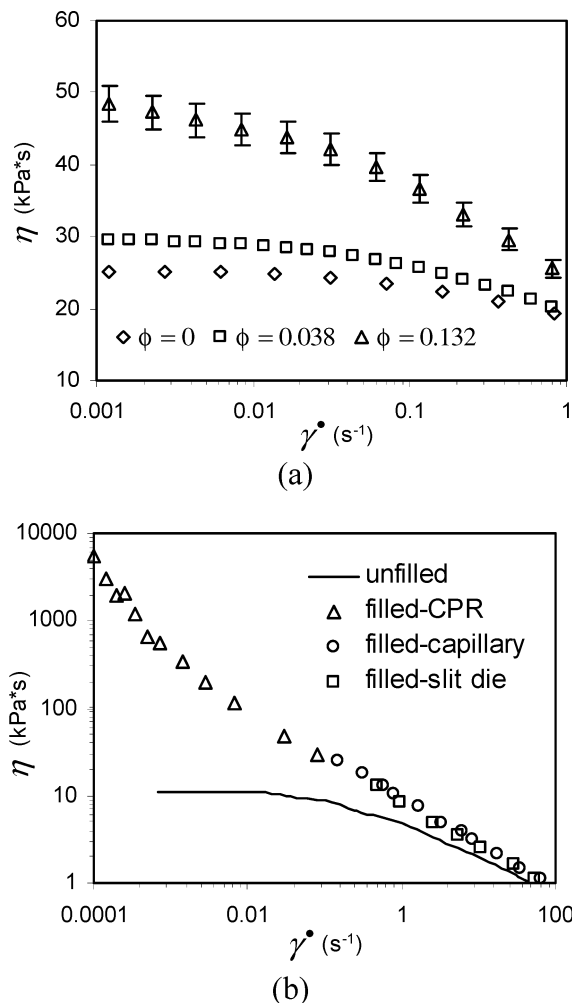 60
50
40
30
20
10
η (kPa*s)
ϕ = 0 ϕ = 0.038 ϕ = 0.132
0.001 0.01 0.1 1
γ• (s-1)
(a)
10000
1000
100
10
1
η (kPa*s)
unfilled
filled-CPR
filled-capillary
filled-slit die
0.0001 0.01 1 100
γ• (s-1)
(b)